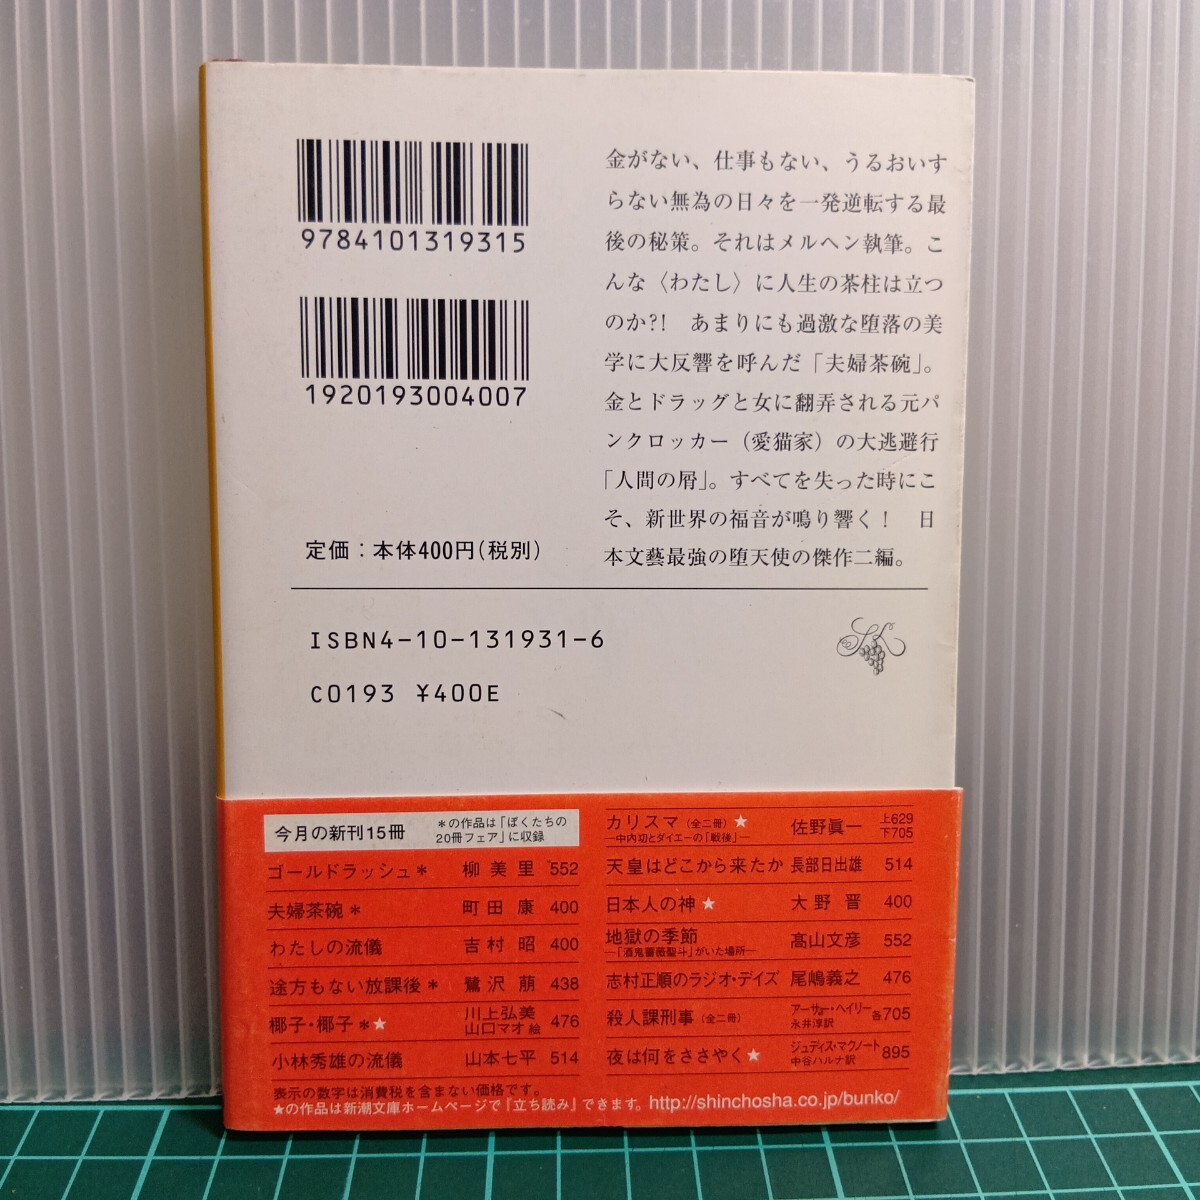 9784101319315
1920193004007
定価：本体400円(税別)
金がない、仕事もない、うるおいす
らない無為の日々を一発逆転する最
後の秘策。それはメルヘン執筆。こ
んな〈わたし〉に人生の茶柱は立つ
のか?!　あまりにも過激な堕落の美
学に大反響を呼んだ「夫婦茶碗」。
金とドラッグと女に翻弄される元パ
ンクロッカー（愛猫家）の大逃避行
「人間の屑」。すべてを失った時にこ
そ、新世界の福音が鳴り響く！　日
本文藝最強の堕天使の傑作二編。
ISBN4-10-131931-6
C0193 ¥400E
今月の新刊15冊
＊の作品は「ぼくたちの
20冊フェア」に収録
ゴールドラッシュ＊ 柳美里 552
夫婦茶碗＊ 町田康 400
わたしの流儀 吉村昭 400
途方もない放課後＊ 鷺沢萠 438
椰子・椰子＊★ 川上弘美 山口マオ 絵 476
小林秀雄の流儀 山本七平 514
カリスマ（全二冊）★ 佐野眞一 上629 下705
―中内㓛とダイエーの「戦後」―
天皇はどこから来たか 長部日出雄 514
日本人の神★ 大野晋 400
地獄の季節 髙山文彦 552
―「酒鬼薔薇聖斗」がいた場所―
志村正順のラジオ・デイズ 尾嶋義之 476
殺人課刑事（全二冊） アーサー・ヘイリー 永井淳訳 各705
夜は何をささやく★ ジュディス・マクノート 中谷ハルナ訳 895
表示の数字は消費税を含まない価格です。
★の作品は新潮文庫ホームページで「立ち読み」できます。http://shinchosha.co.jp/bunko/